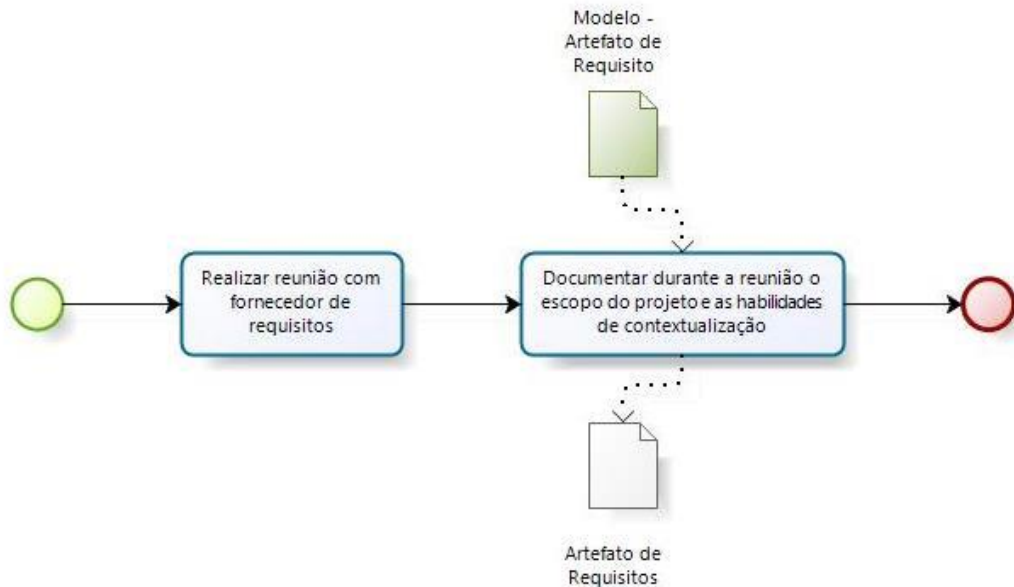 Modelo -
Artefato de
Requisito
Realizar reunião com
fornecedor de
requisitos
Documentar durante a reunião o
escopo do projeto e as habilidades
de contextualização
Artefato de
Requisitos